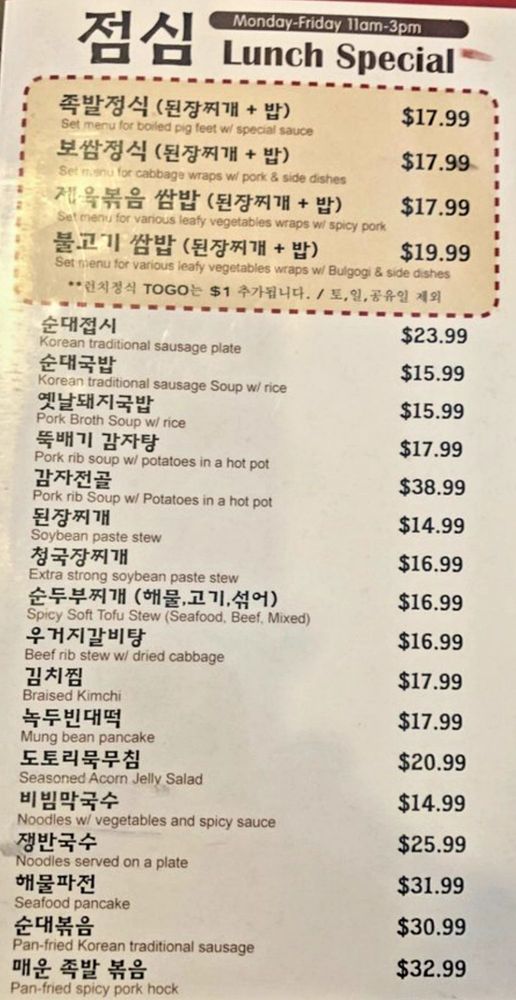 점심
Monday-Friday 11am-3pm
Lunch Special
족발정식 (된장찌개 + 밥) $17.99
Set menu for boiled pig feet w/ special sauce
보쌈정식 (된장찌개 + 밥) $17.99
Set menu for cabbage wraps w/ pork & side dishes
제육볶음 쌈밥 (된장찌개 + 밥) $17.99
Set menu for various leafy vegetables wraps w/ spicy pork
불고기 쌈밥 (된장찌개 + 밥) $19.99
Set menu for various leafy vegetables wraps w/ Bulgogi & side dishes
**런치정식 TOGO는 $1 추가됩니다. / 토,일,공유일 제외
순대접시 $23.99
Korean traditional sausage plate
순대국밥 $15.99
Korean traditional sausage Soup w/ rice
옛날돼지국밥 $15.99
Pork Broth Soup w/ rice
뚝배기 감자탕 $17.99
Pork rib soup w/ potatoes in a hot pot
감자전골 $38.99
Pork rib Soup w/ Potatoes in a hot pot
된장찌개 $14.99
Soybean paste stew
청국장찌개 $16.99
Extra strong soybean paste stew
순두부찌개 (해물,고기,섞어) $16.99
Spicy Soft Tofu Stew (Seafood, Beef, Mixed)
우거지갈비탕 $16.99
Beef rib stew w/ dried cabbage
김치찜 $17.99
Braised Kimchi
녹두빈대떡 $17.99
Mung bean pancake
도토리묵무침 $20.99
Seasoned Acorn Jelly Salad
비빔막국수 $14.99
Noodles w/ vegetables and spicy sauce
쟁반국수 $25.99
Noodles served on a plate
해물파전 $31.99
Seafood pancake
순대볶음 $30.99
Pan-fried Korean traditional sausage
매운 족발 볶음 $32.99
Pan-fried spicy pork hock